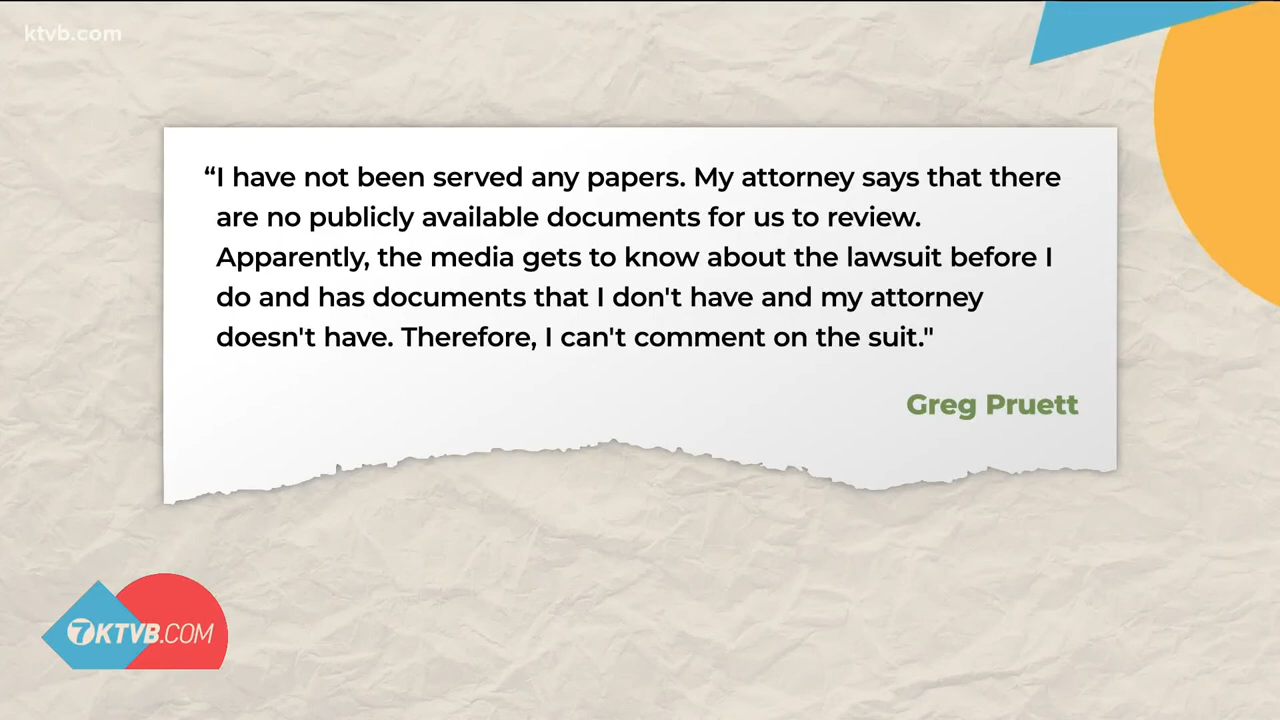 ktvb.com
“I have not been served any papers. My attorney says that there
are no publicly available documents for us to review.
Apparently, the media gets to know about the lawsuit before I
do and has documents that I don't have and my attorney
doesn't have. Therefore, I can't comment on the suit."
Greg Pruett
7KTVB.COM